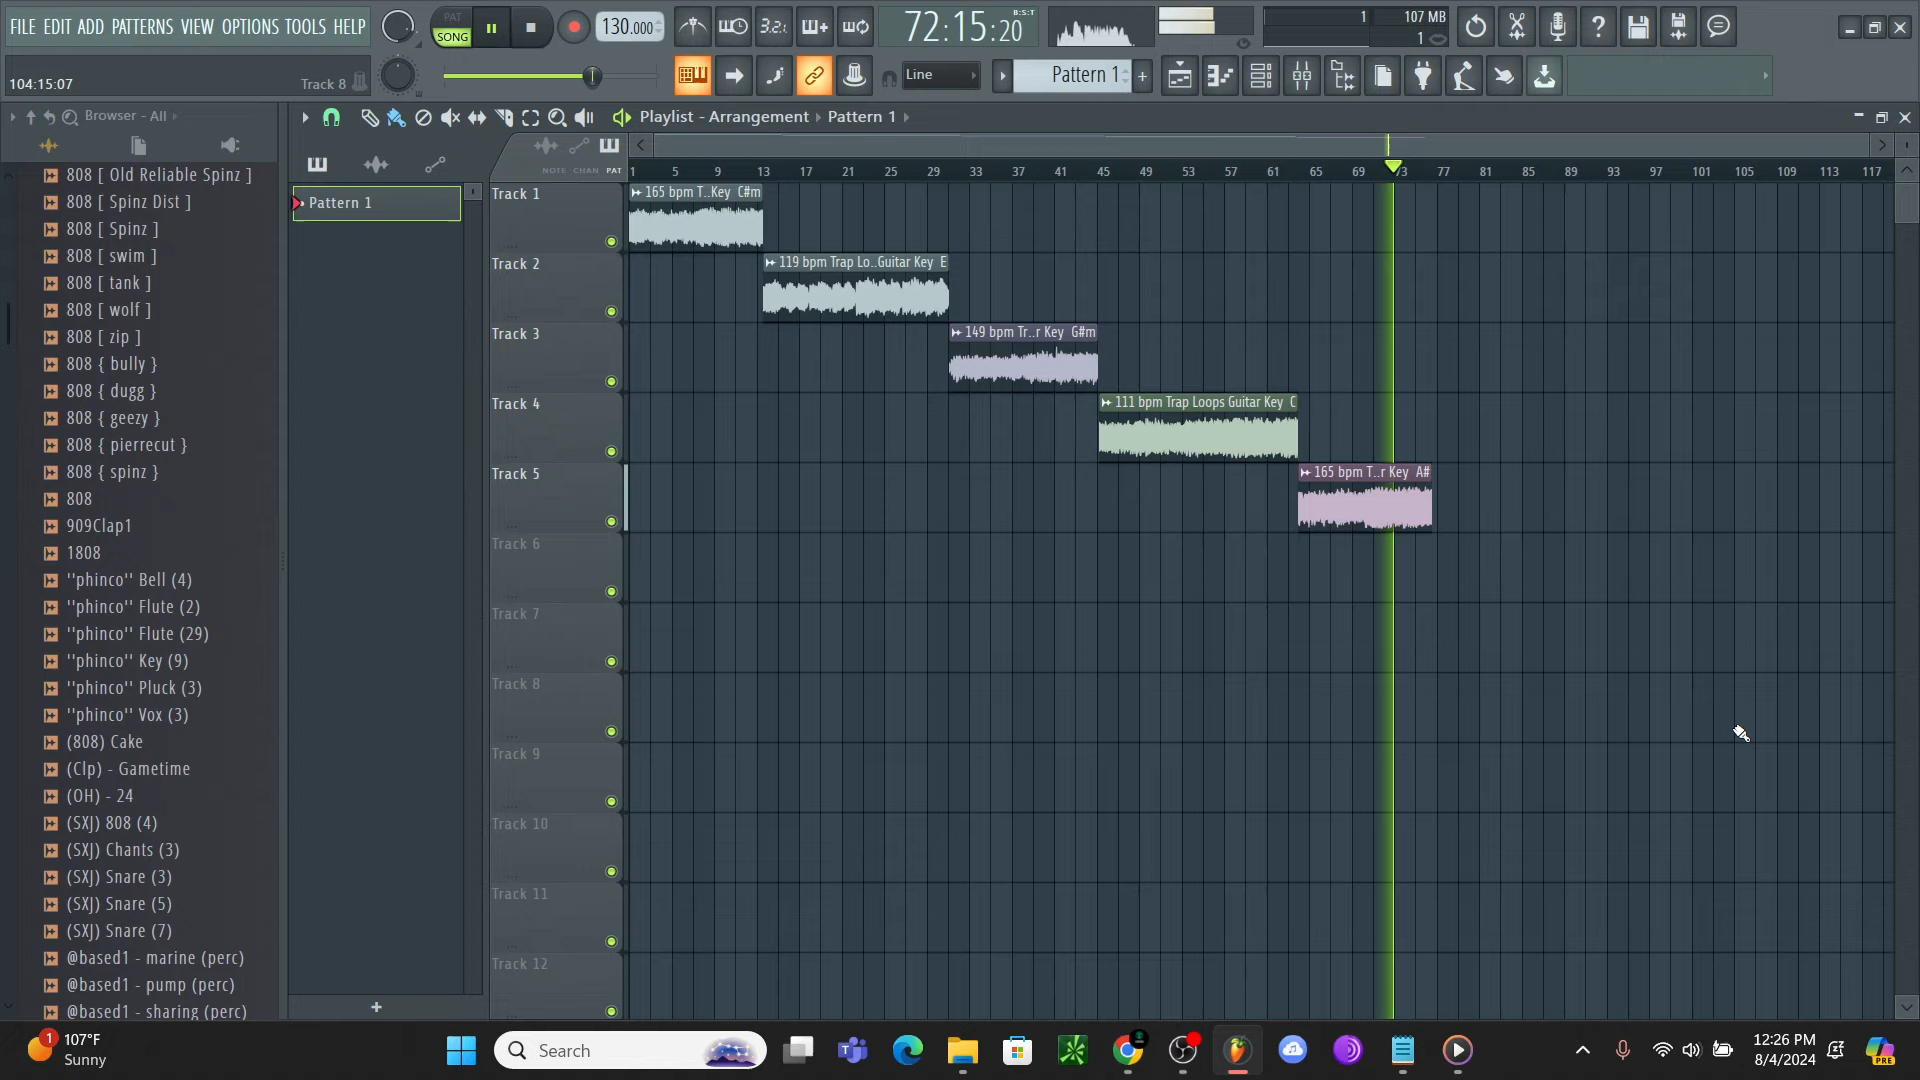 FILE EDIT ADD PATTERNS VIEW OPTIONS TOOLS HELP
PAT
SONG
130.000
3.2.
72:15:20
B:S:T
1
107 MB
1
104:15:07
Track 8
Line
Pattern 1
+
Browser - All
Playlist - Arrangement
Pattern 1
NOTE CHAN PAT
1 5 9 13 17 21 25 29 33 37 41 45 49 53 57 61 65 69 73 77 81 85 89 93 97 101 105 109 113 117
Pattern 1
808 [ Old Reliable Spinz ]
808 [ Spinz Dist ]
808 [ Spinz ]
808 [ swim ]
808 [ tank ]
808 [ wolf ]
808 [ zip ]
808 { bully }
808 { dugg }
808 { geezy }
808 { pierrecut }
808 { spinz }
808
909Clap1
1808
''phinco'' Bell (4)
''phinco'' Flute (2)
''phinco'' Flute (29)
''phinco'' Key (9)
''phinco'' Pluck (3)
''phinco'' Vox (3)
(808) Cake
(Clp) - Gametime
(OH) - 24
(SXJ) 808 (4)
(SXJ) Chants (3)
(SXJ) Snare (3)
(SXJ) Snare (5)
(SXJ) Snare (7)
@based1 - marine (perc)
@based1 - pump (perc)
@based1 - sharing (perc)
+
Track 1
165 bpm T..Key C#m
Track 2
119 bpm Trap Lo..Guitar Key E
Track 3
149 bpm Tr..r Key G#m
Track 4
111 bpm Trap Loops Guitar Key C
Track 5
165 bpm T..r Key A#
Track 6
Track 7
Track 8
Track 9
Track 10
Track 11
Track 12
1
107°F
Sunny
Search
12:26 PM
8/4/2024
PRE